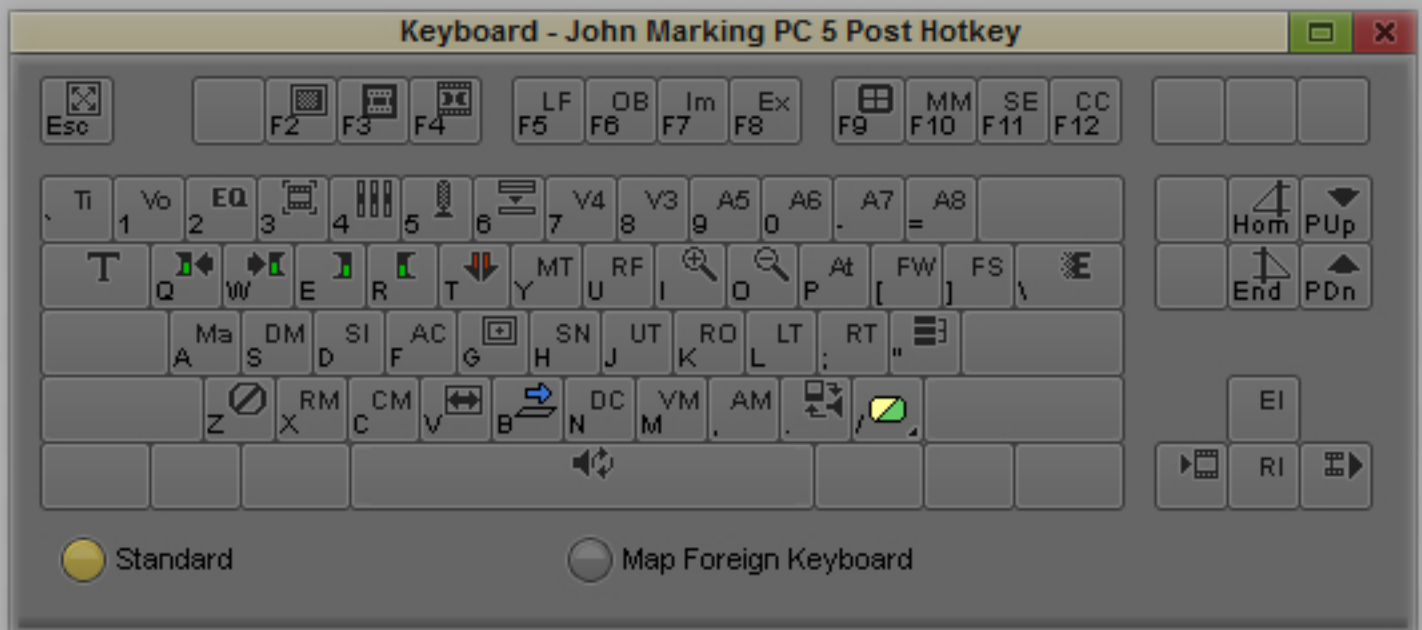 Keyboard - John Marking PC 5 Post Hotkey
Esc F2 F3 F4 LF F5 OB F6 Im F7 Ex F8 F9 MM F10 SE F11 CC F12
` Ti 1 Vo 2 EQ 3 4 5 6 7 V4 8 V3 9 A5 0 A6 - A7 = A8 Hom PUp
T Q W E R T Y MT U RF I O P At [ FW ] FS \ E End PDn
A Ma S DM D SI F AC G H SN J UT K RO L LT ; RT "
Z X RM C CM V B N DC M VM , AM . / EI
RI
Standard Map Foreign Keyboard